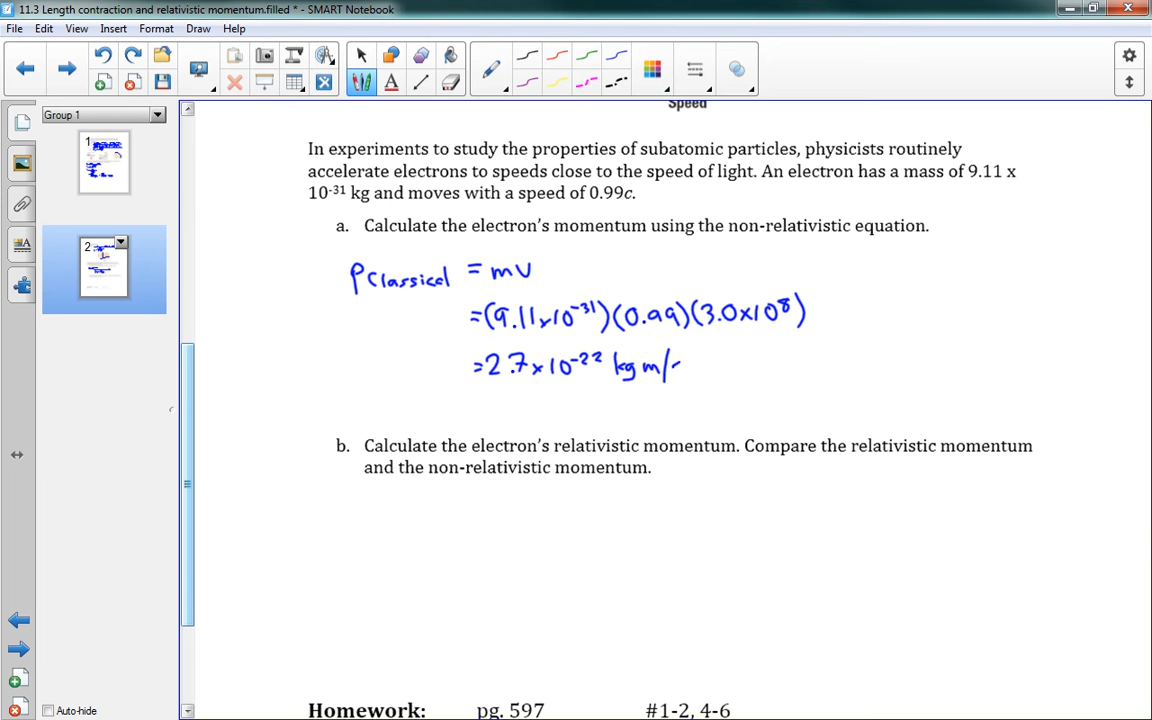 11.3 Length contraction and relativistic momentum.filled * - SMART Notebook
File Edit View Insert Format Draw Help
Group 1
1
2
Speed
In experiments to study the properties of subatomic particles, physicists routinely
accelerate electrons to speeds close to the speed of light. An electron has a mass of 9.11 x
10⁻³¹ kg and moves with a speed of 0.99c.
a. Calculate the electron's momentum using the non-relativistic equation.
P classical = mv
=(9.11x10⁻³¹)(0.99)(3.0x10⁸)
=2.7x10⁻²² kg m/
b. Calculate the electron's relativistic momentum. Compare the relativistic momentum
and the non-relativistic momentum.
Homework: pg. 597 #1-2, 4-6
Auto-hide